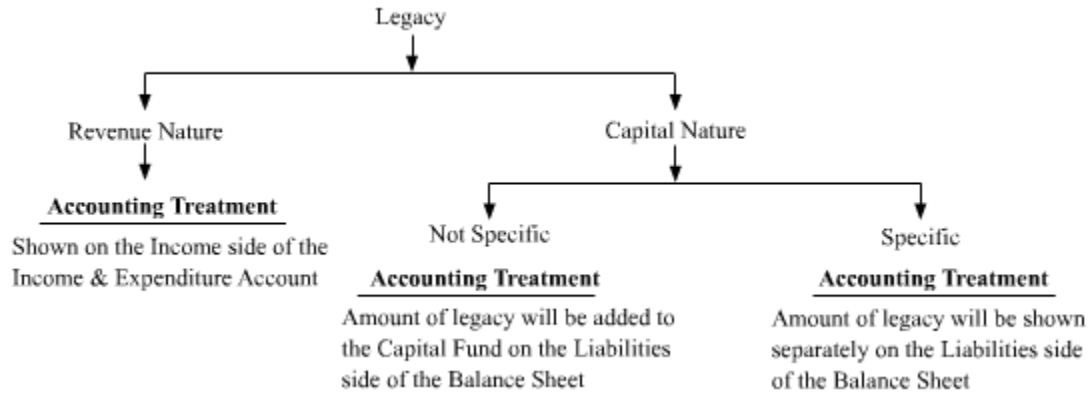 Legacy
Revenue Nature
Capital Nature
Accounting Treatment
Shown on the Income side of the
Income & Expenditure Account
Not Specific
Accounting Treatment
Amount of legacy will be added to
the Capital Fund on the Liabilities
side of the Balance Sheet
Specific
Accounting Treatment
Amount of legacy will be shown
separately on the Liabilities side
of the Balance Sheet